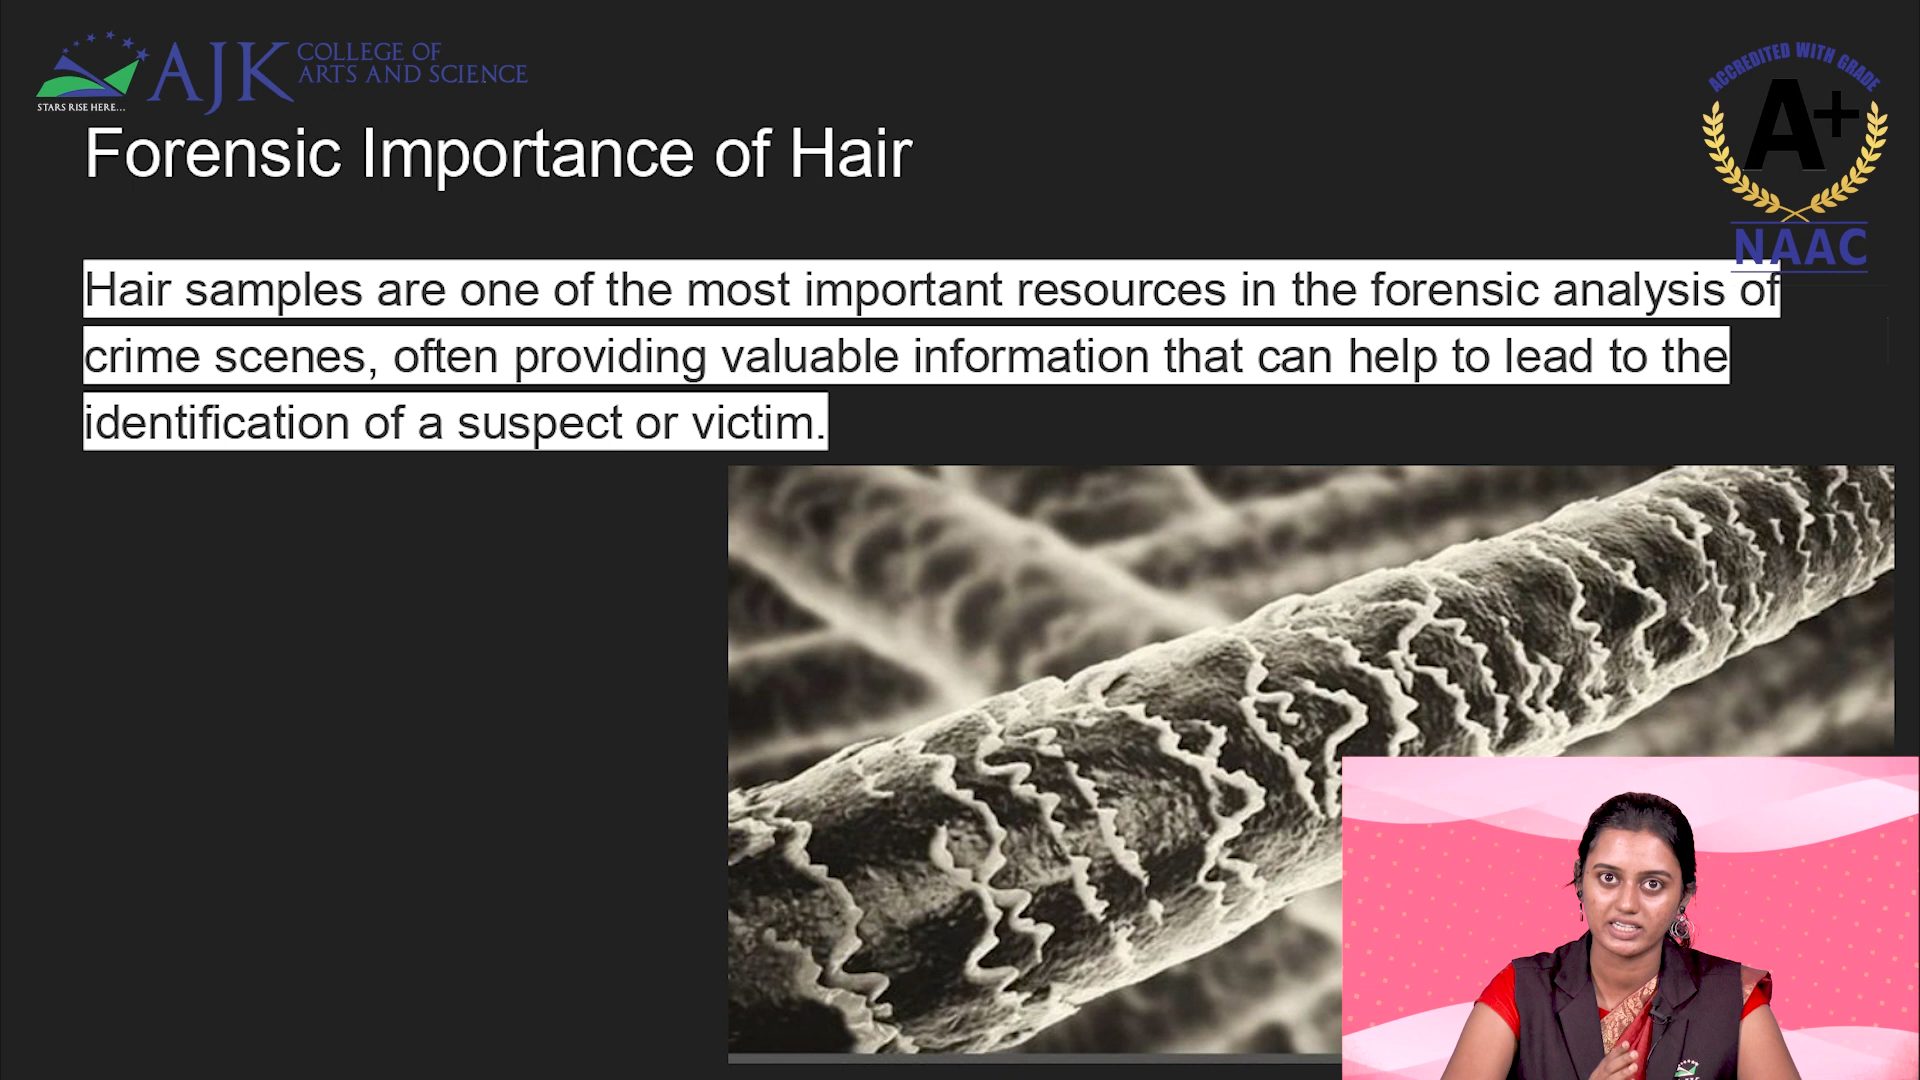 AJK COLLEGE OF
ARTS AND SCIENCE
STARS RISE HERE...
ACCREDITED WITH GRADE
A+
NAAC
Forensic Importance of Hair
Hair samples are one of the most important resources in the forensic analysis of
crime scenes, often providing valuable information that can help to lead to the
identification of a suspect or victim.